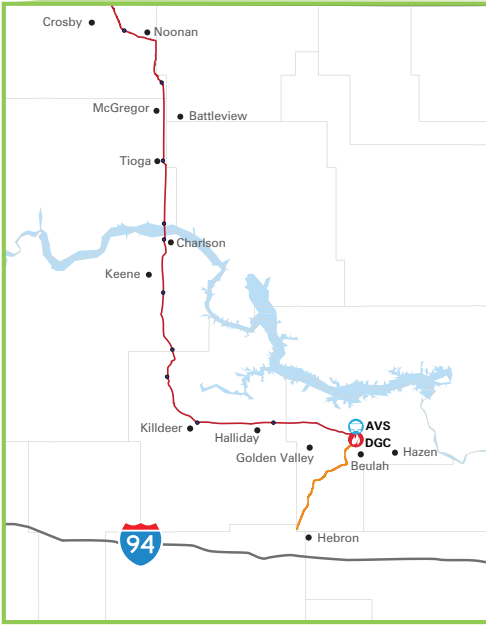 Crosby
Noonan
McGregor
Battleview
Tioga
Charlson
Keene
Killdeer
Halliday
AVS
DGC
Golden Valley
Hazen
Beulah
Hebron
94